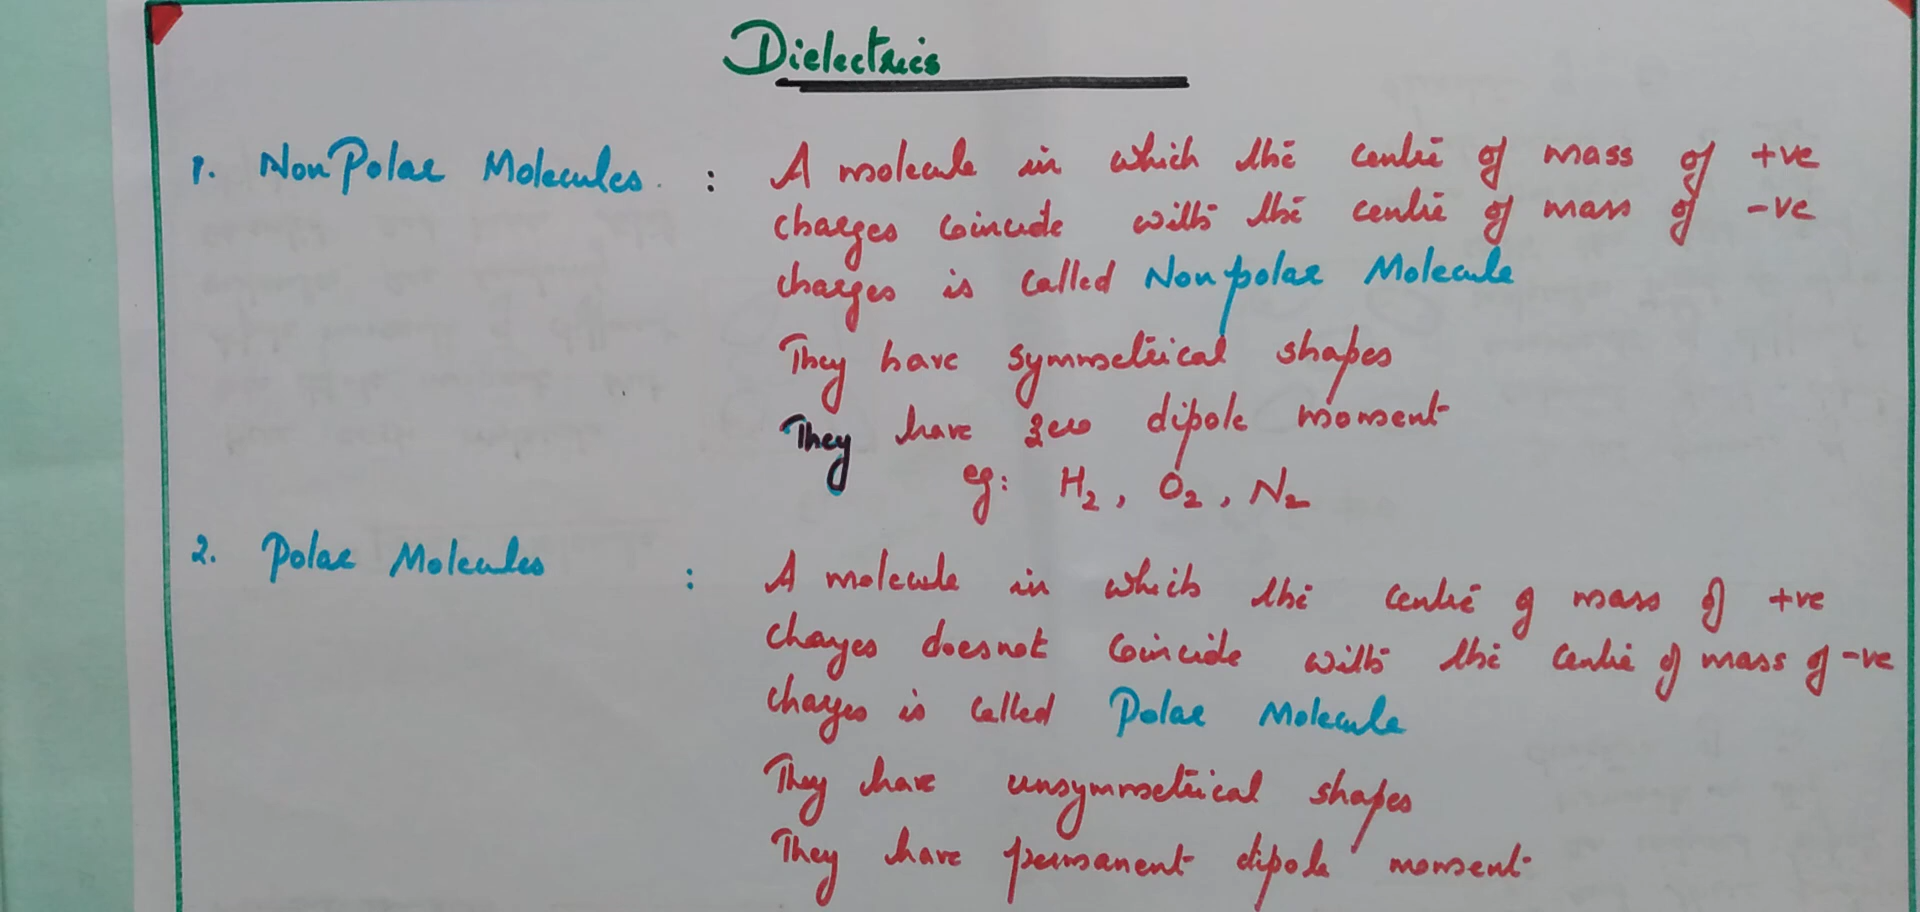 Dielectrics
1. NonPolar Molecules : A molecule in which the centre of mass of +ve
charges coincide with the centre of mass of -ve
charges is called Nonpolar Molecule
They have symmetrical shapes
They have zero dipole moment
eg: H₂, O₂, N₂
2. Polar Molecules : A molecule in which the centre of mass of +ve
charges doesnot coincide with the centre of mass of -ve
charges is called Polar Molecule
They have unsymmetrical shapes
They have permanent dipole moment